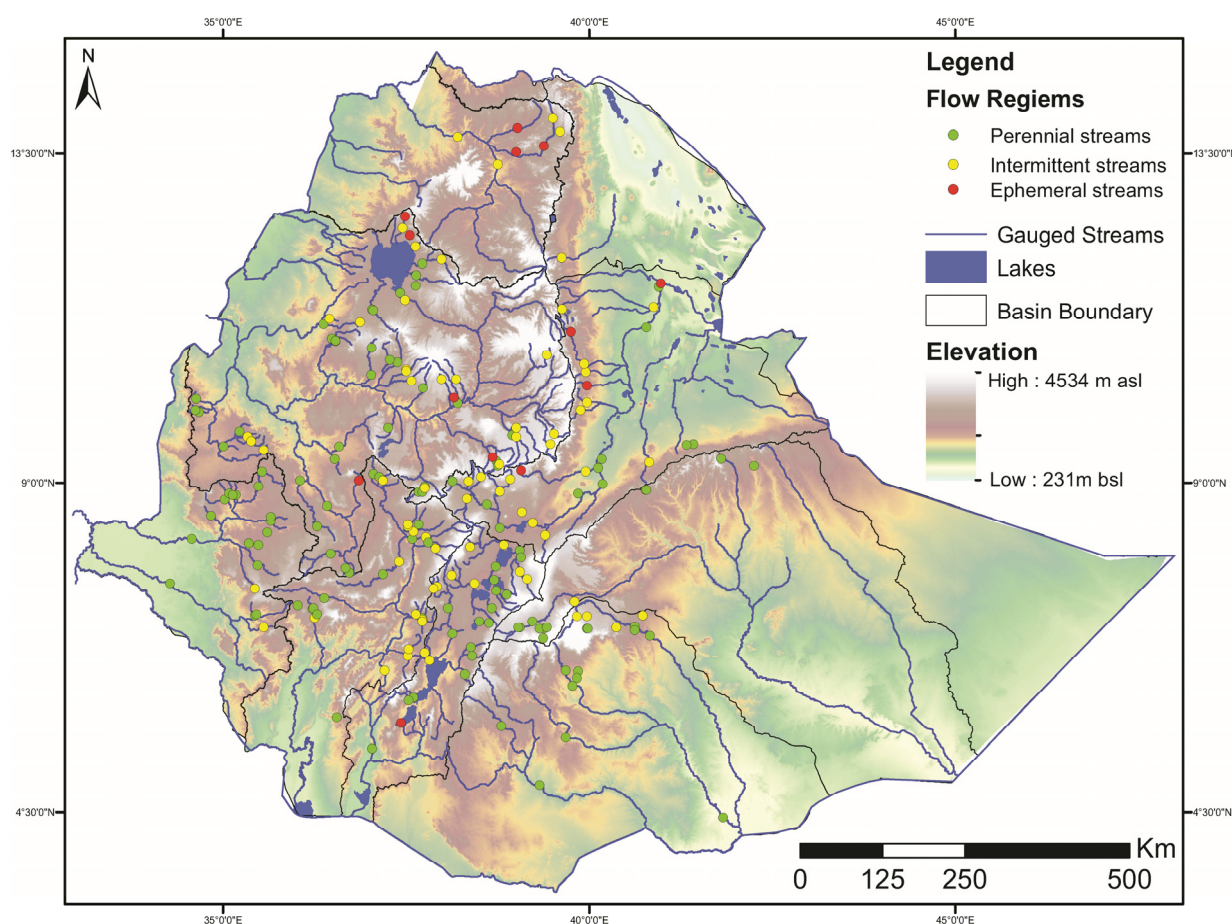 35°0'0"E 40°0'0"E 45°0'0"E
N
Legend
Flow Regiems
Perennial streams
Intermittent streams
Ephemeral streams
Gauged Streams
Lakes
Basin Boundary
Elevation
High : 4534 m asl
Low : 231m bsl
13°30'0"N 13°30'0"N
9°0'0"N 9°0'0"N
4°30'0"N 4°30'0"N
Km
0 125 250 500
35°0'0"E 40°0'0"E 45°0'0"E